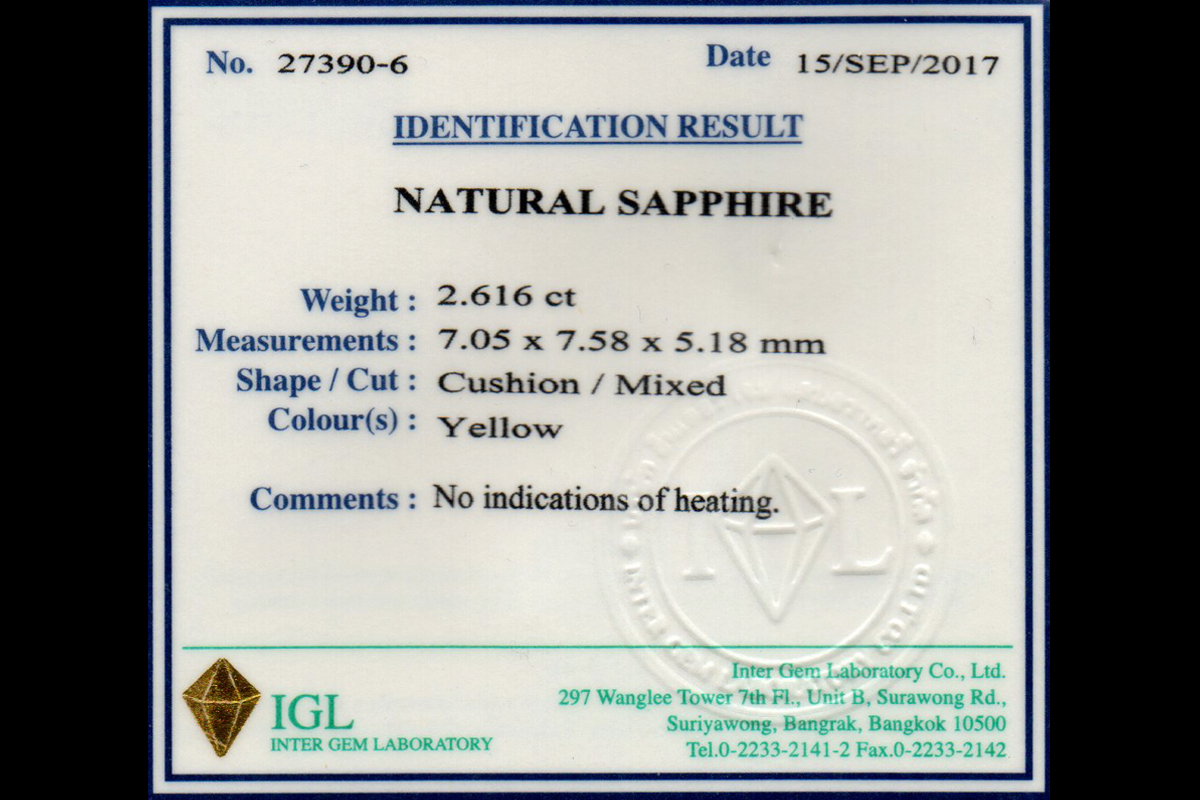 No. 27390-6 Date 15/SEP/2017
IDENTIFICATION RESULT
NATURAL SAPPHIRE
Weight : 2.616 ct
Measurements : 7.05 x 7.58 x 5.18 mm
Shape / Cut : Cushion / Mixed
Colour(s) : Yellow
Comments : No indications of heating.
I L
IGL
INTER GEM LABORATORY
Inter Gem Laboratory Co., Ltd.
297 Wanglee Tower 7th Fl., Unit B, Surawong Rd.,
Suriyawong, Bangrak, Bangkok 10500
Tel.0-2233-2141-2 Fax.0-2233-2142